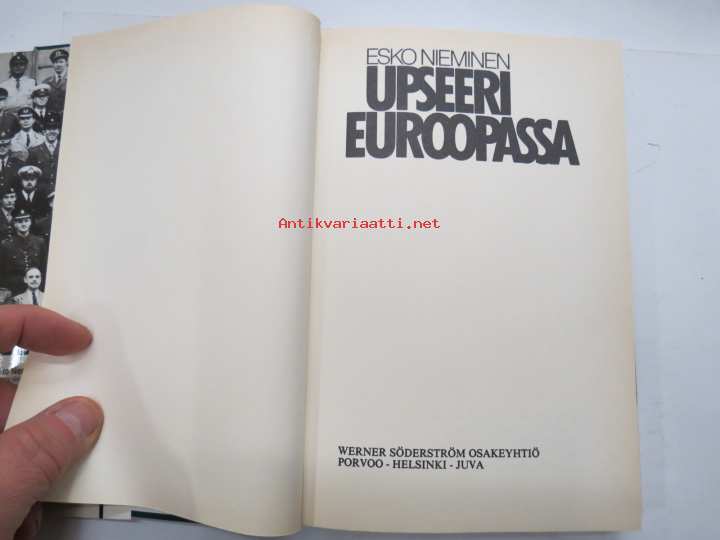 ESKO NIEMINEN
UPSEERI
EUROOPASSA
Antikvariaatti.net
WERNER SÖDERSTRÖM OSAKEYHTIÖ
PORVOO - HELSINKI - JUVA